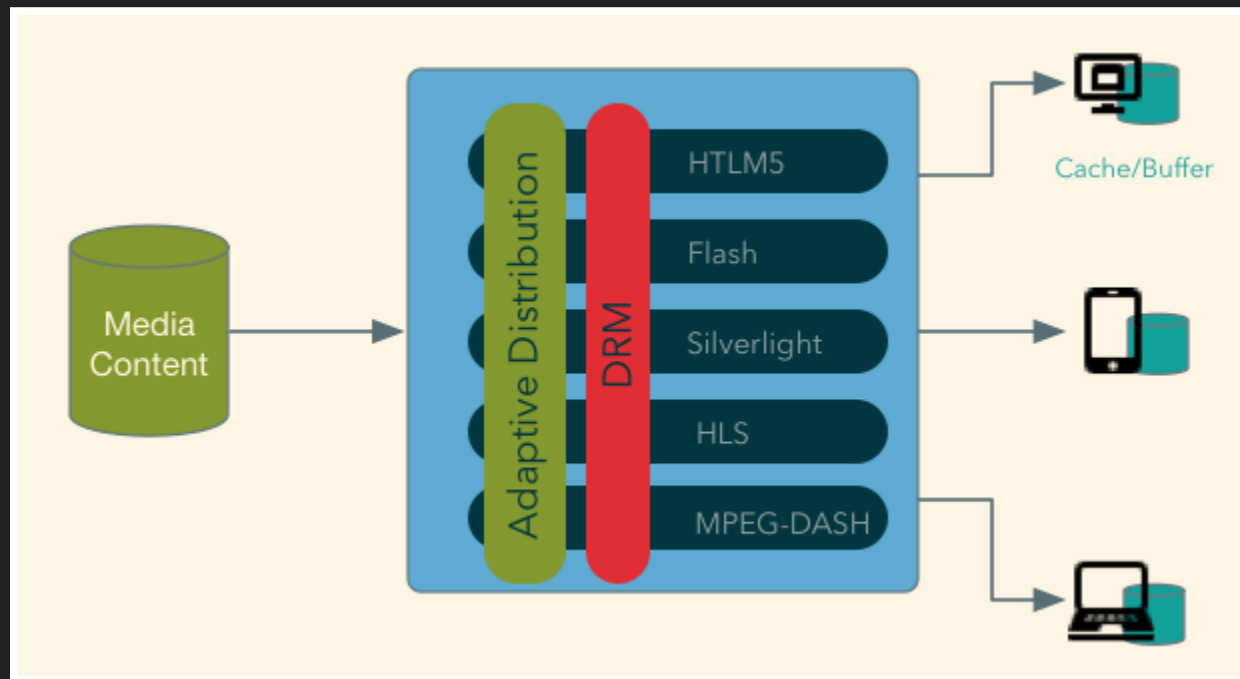 Media
Content
Adaptive Distribution
DRM
HTLM5
Flash
Silverlight
HLS
MPEG-DASH
Cache/Buffer